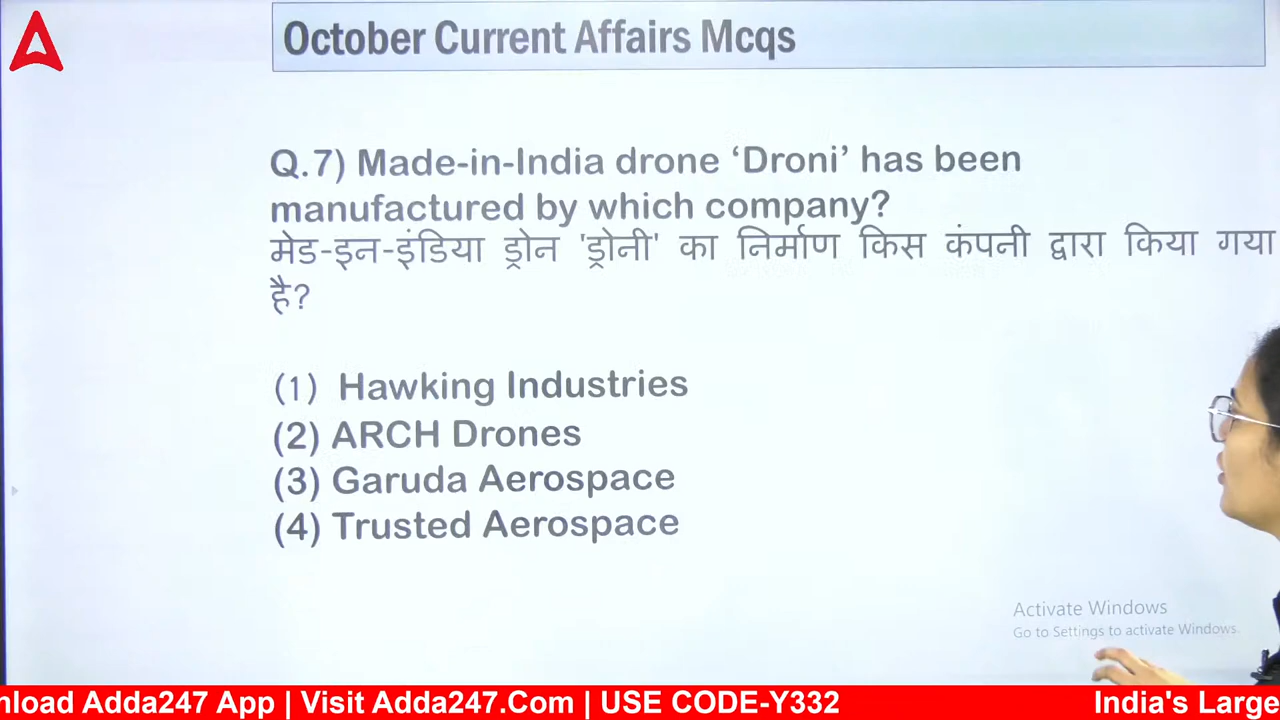 October Current Affairs Mcqs
Q.7) Made-in-India drone ‘Droni’ has been
manufactured by which company?
मेड-इन-इंडिया ड्रोन 'ड्रोनी' का निर्माण किस कंपनी द्वारा किया गया
है?
(1) Hawking Industries
(2) ARCH Drones
(3) Garuda Aerospace
(4) Trusted Aerospace
Activate Windows
Go to Settings to activate Windows.
nload Adda247 App | Visit Adda247.Com | USE CODE-Y332 India's Large